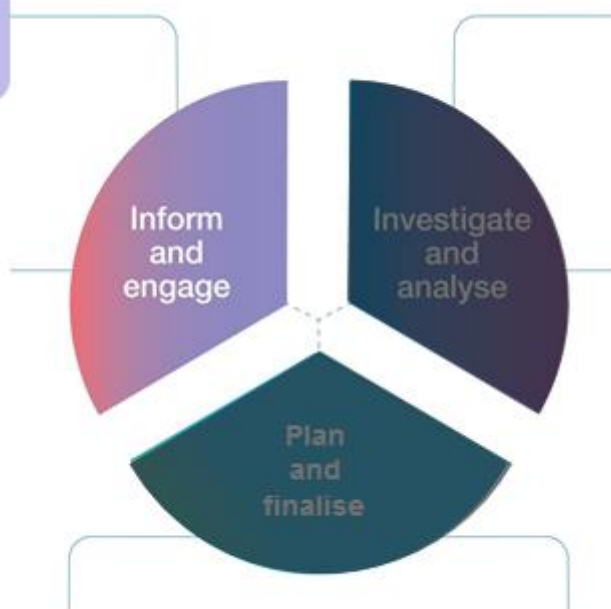 Inform
and
engage
Investigate
and
analyse
Plan
and
finalise